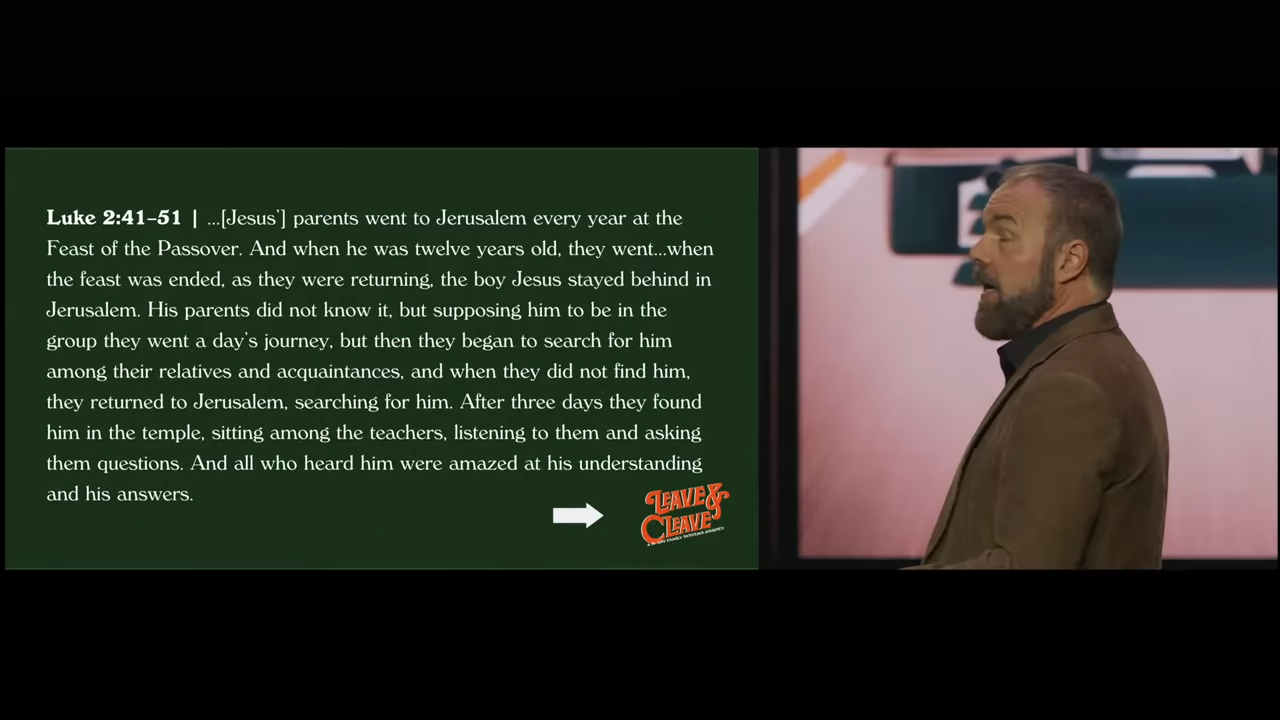 Luke 2:41–51 | ...[Jesus'] parents went to Jerusalem every year at the
Feast of the Passover. And when he was twelve years old, they went...when
the feast was ended, as they were returning, the boy Jesus stayed behind in
Jerusalem. His parents did not know it, but supposing him to be in the
group they went a day's journey, but then they began to search for him
among their relatives and acquaintances, and when they did not find him,
they returned to Jerusalem, searching for him. After three days they found
him in the temple, sitting among the teachers, listening to them and asking
them questions. And all who heard him were amazed at his understanding
and his answers.
LEAVE &
CLEAVE
FAMILY SYSTEMS JOURNEY